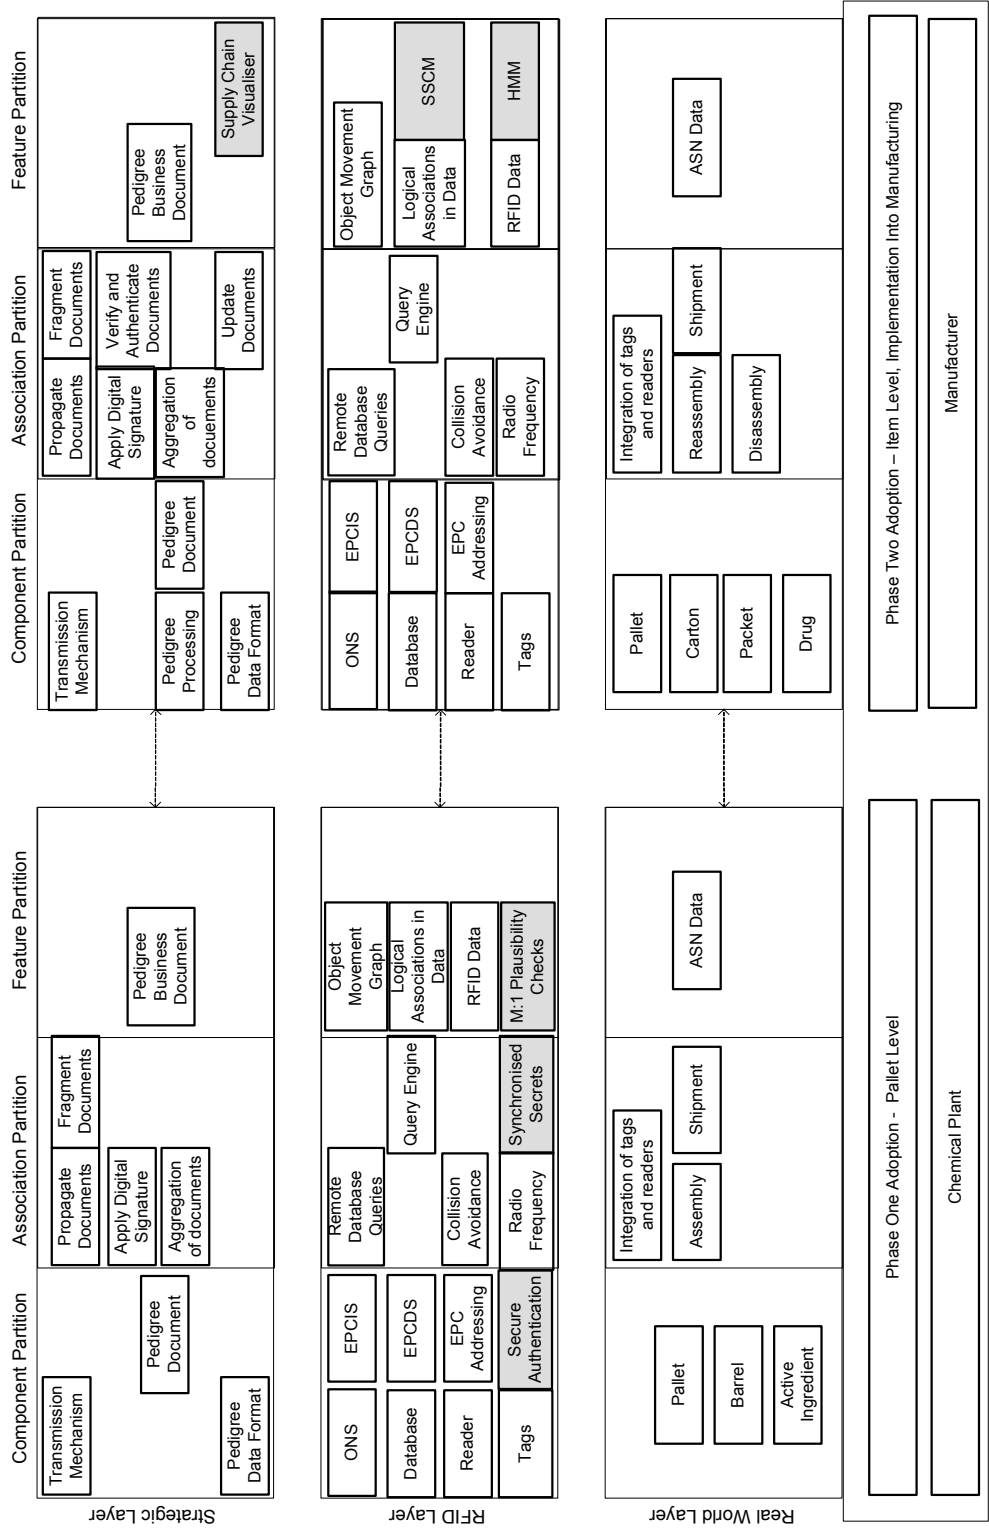 Component Partition
Association Partition
Feature Partition
Component Partition
Association Partition
Feature Partition
Strategic Layer
Transmission
Mechanism
Pedigree
Document
Pedigree
Data Format
Propagate
Documents
Fragment
Documents
Apply Digital
Signature
Aggregation
of documents
Pedigree
Business
Document
Transmission
Mechanism
Pedigree
Processing
Pedigree
Document
Pedigree
Data Format
Propagate
Documents
Fragment
Documents
Apply Digital
Signature
Verify and
Authenticate
Documents
Aggregation of
docuements
Update
Documents
Pedigree
Business
Document
Supply Chain
Visualiser
RFID Layer
ONS
EPCIS
Database
EPCDS
Reader
EPC
Addressing
Tags
Secure
Authentication
Remote
Database
Queries
Query Engine
Collision
Avoidance
Radio
Frequency
Synchronised
Secrets
Object
Movement
Graph
Logical
Associations in
Data
RFID Data
M:1 Plausibility
Checks
ONS
EPCIS
Database
EPCDS
Reader
EPC
Addressing
Tags
Remote
Database
Queries
Query
Engine
Collision
Avoidance
Radio
Frequency
Object Movement
Graph
Logical
Associations
in Data
SSCM
RFID Data
HMM
Real World Layer
Pallet
Barrel
Active
Ingredient
Integration of tags
and readers
Assembly
Shipment
ASN Data
Pallet
Carton
Packet
Drug
Integration of tags
and readers
Reassembly
Shipment
Disassembly
ASN Data
Phase One Adoption - Pallet Level
Phase Two Adoption – Item Level, Implementation Into Manufacturing
Chemical Plant
Manufacturer